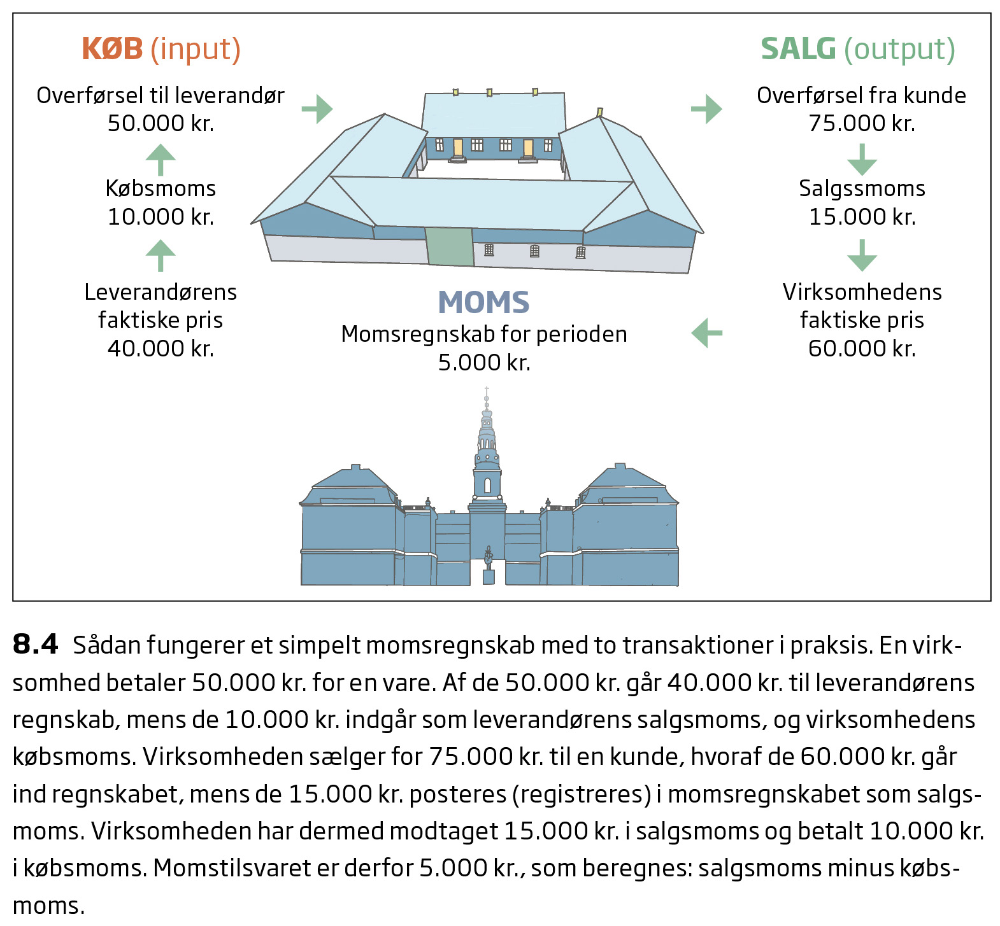 KØB (input)
Overførsel til leverandør
50.000 kr.
Købsmoms
10.000 kr.
Leverandørens
faktiske pris
40.000 kr.
SALG (output)
Overførsel fra kunde
75.000 kr.
Salgssmoms
15.000 kr.
Virksomhedens
faktiske pris
60.000 kr.
MOMS
Momsregnskab for perioden
5.000 kr.
8.4 Sådan fungerer et simpelt momsregnskab med to transaktioner i praksis. En virk-
somhed betaler 50.000 kr. for en vare. Af de 50.000 kr. går 40.000 kr. til leverandørens
regnskab, mens de 10.000 kr. indgår som leverandørens salgsmoms, og virksomhedens
købsmoms. Virksomheden sælger for 75.000 kr. til en kunde, hvoraf de 60.000 kr. går
ind regnskabet, mens de 15.000 kr. posteres (registreres) i momsregnskabet som salgs-
moms. Virksomheden har dermed modtaget 15.000 kr. i salgsmoms og betalt 10.000 kr.
i købsmoms. Momstilsvaret er derfor 5.000 kr., som beregnes: salgsmoms minus købs-
moms.